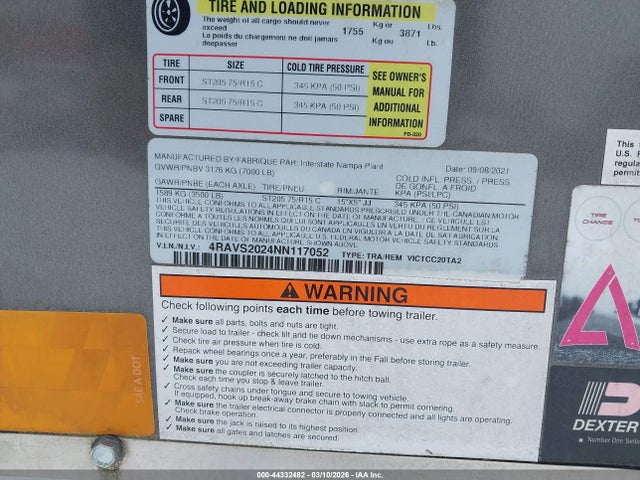 TIRE AND LOADING INFORMATION
The weight of all cargo should never exceed
Le poids du chargement ne doit jamais deepasser
1755
Kg or
Kg ou
3871
Lbs.
Lb.
TIRE SIZE COLD TIRE PRESSURE
FRONT ST205 75/R15 C 345 KPA (50 PSI)
REAR ST205 75/R15 C 345 KPA (50 PSI)
SPARE
SEE OWNER'S
MANUAL FOR
ADDITIONAL
INFORMATION
MANUFACTURED BY/FABRIQUE PAR: Interstate Nampa Plant
Date: 09/08/2021
GVWR/PNBV 3176 KG (7000 LB)
COLD INFL. PRESS./PRESS.
DE GONFL. A FROID
KPA (PSI/LPC)
GAWR/PNBE (EACH AXLE) TIRE/PNEU RIM/JANTE
1589 KG (3500 LB) ST205 75/R15 C 15"X5" JJ 345 KPA (50 PSI)
V.I.N./N.I.V.: 4RAVS2024NN117052
TYPE: TRA/REM VICTCC20TA2
WARNING
Check following points each time before towing trailer.
✓ Make sure all parts, bolts and nuts are tight.
✓ Secure load to trailer - check tilt and tie down mechanisms - use extra rope as a safety measure.
✓ Check tire air pressure when tire is cold.
✓ Repack wheel bearings once a year, preferably in the Fall before storing trailer.
✓ Make sure you are not exceeding trailer capacity.
✓ Make sure the coupler is securely latched to the hitch ball.
Check each time you stop & leave trailer.
✓ Cross safety chains under tongue and secure to towing vehicle.
If equipped, hook up break-away brake chain with slack to permit cornering.
✓ Make sure the trailer electrical connector is properly connected and all lights are operating.
Check brake operation.
✓ Make sure the jack is raised to its highest position.
✓ Make sure all gates and latches are secured.
SAE A DOT
This
U.S. F
No.
TIRE
CHANGE
DEXTER
Number One Selling
000-44332482 - 03/10/2026 - IAA Inc.